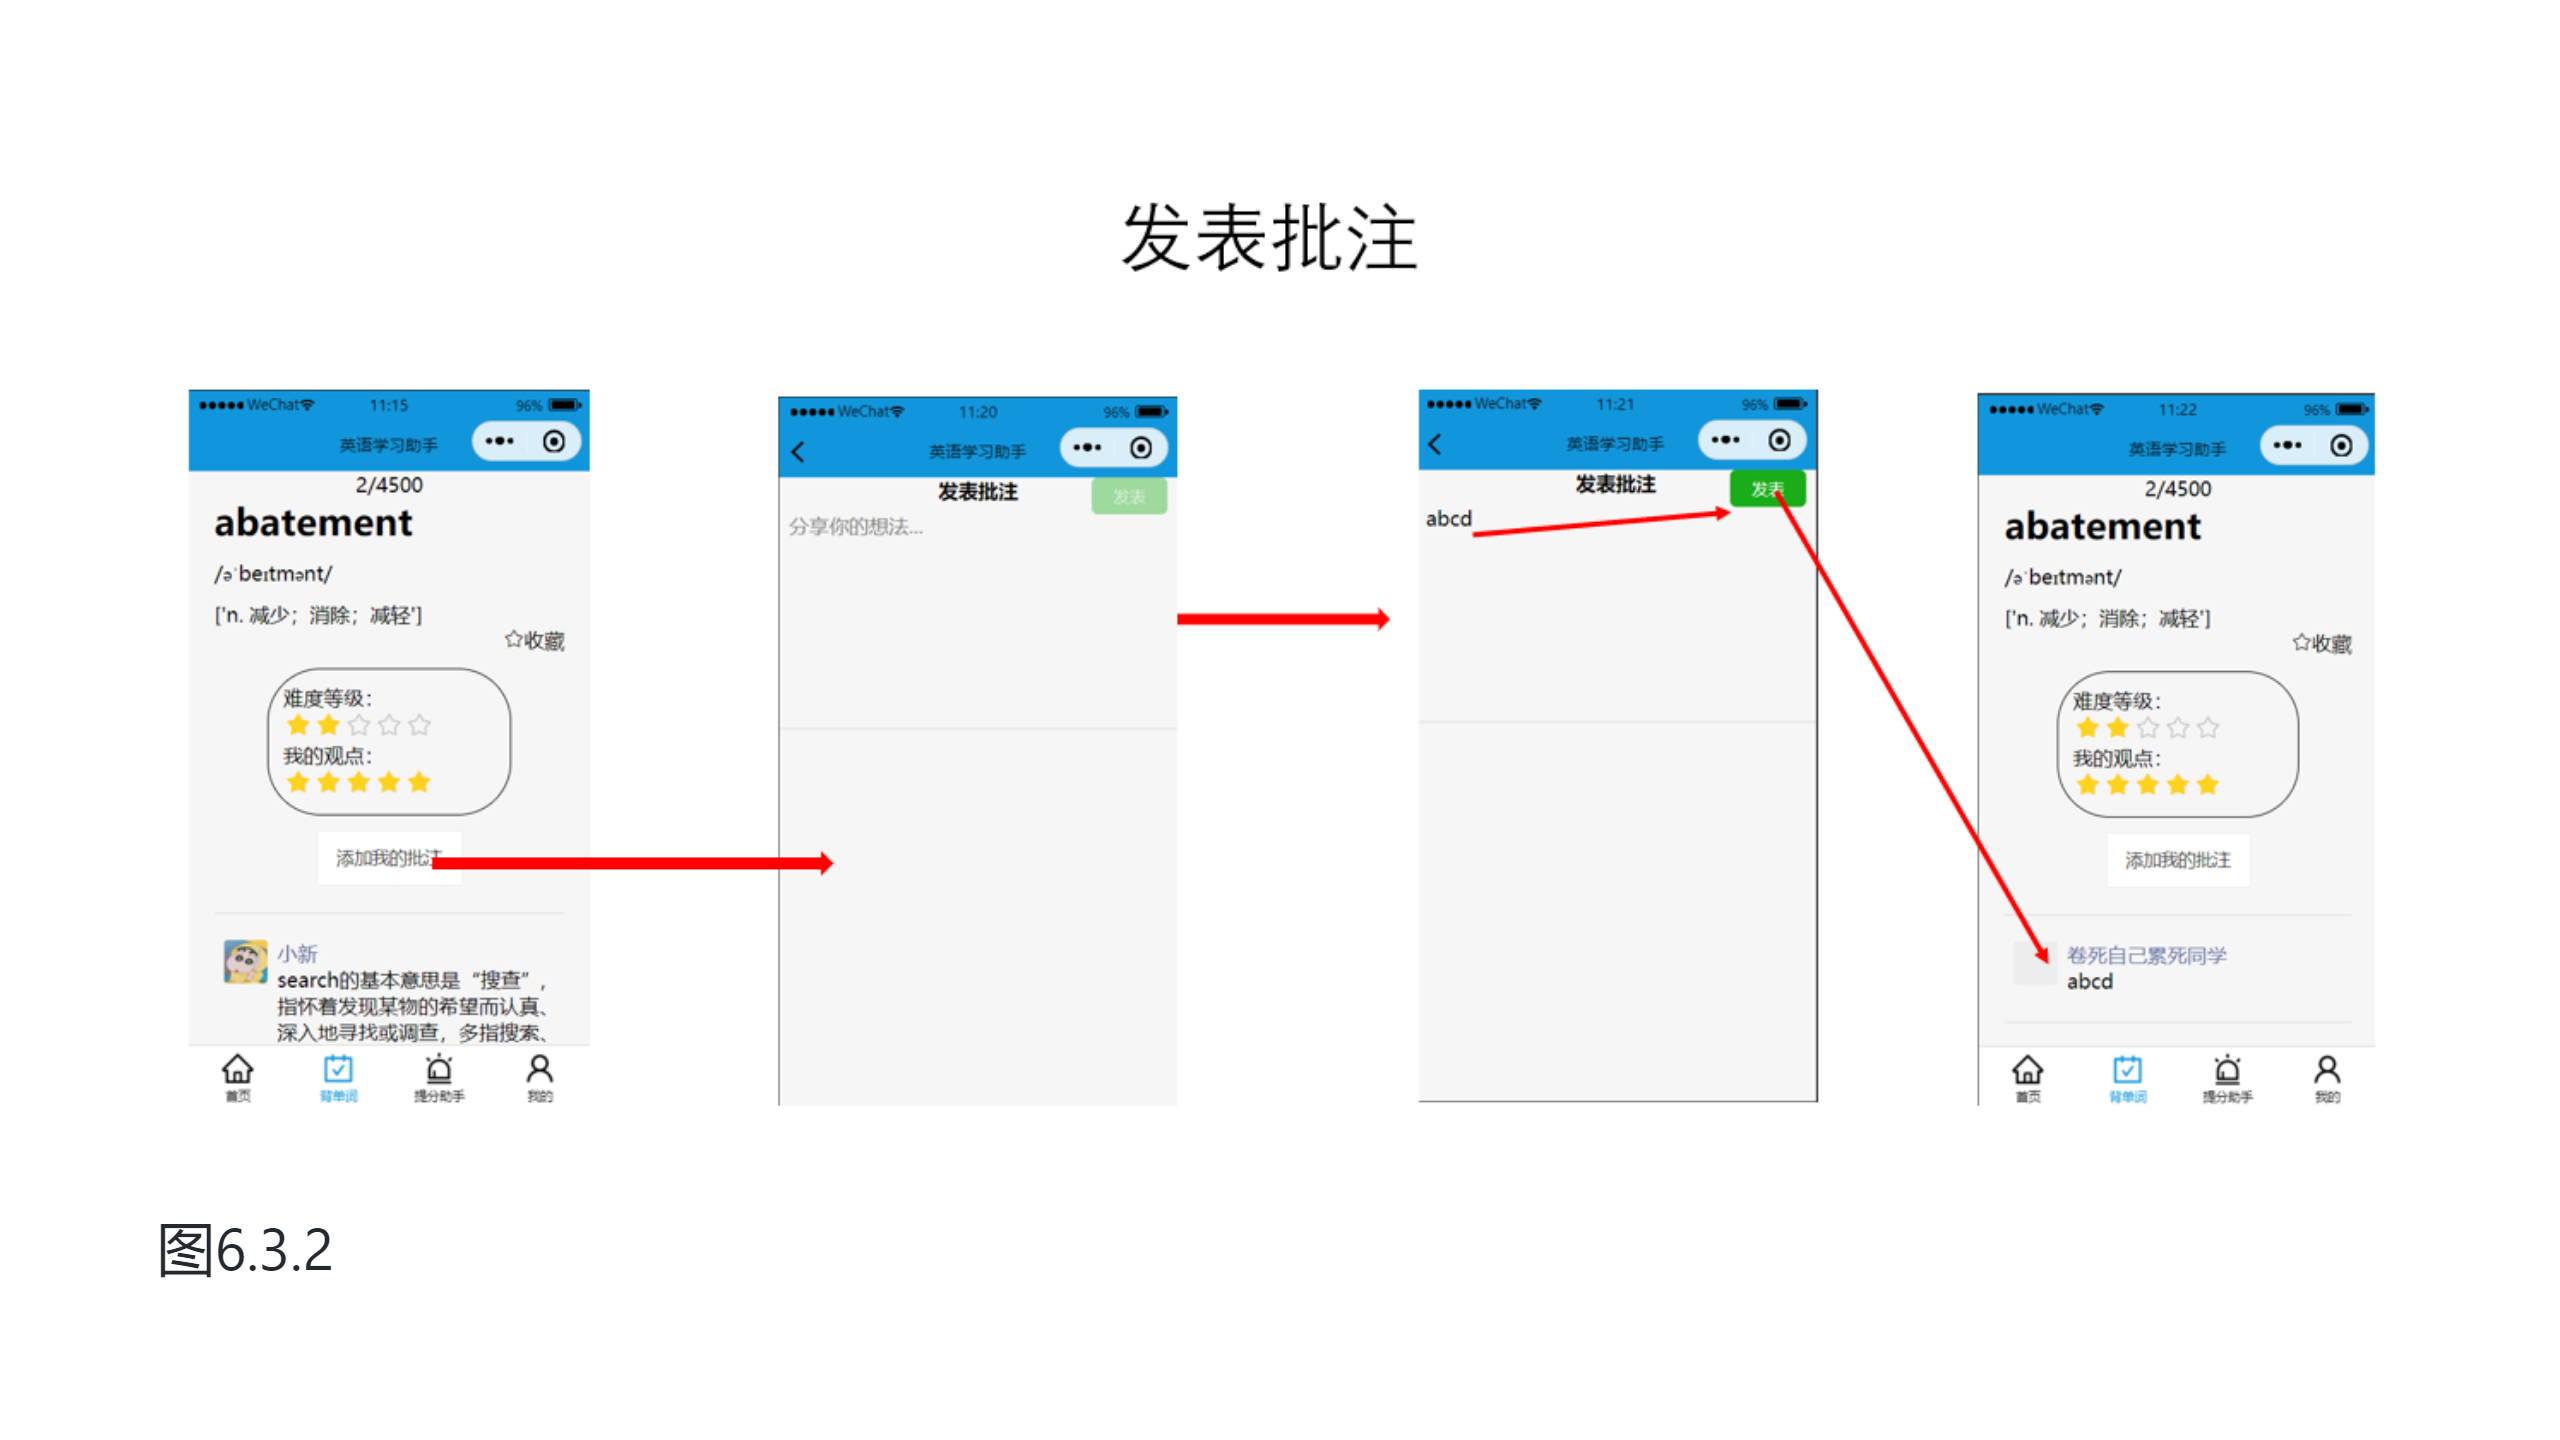 发表批注
WeChat 11:15 96%
英语学习助手
2/4500
abatement
/əˈbeɪtmənt/
['n. 减少；消除；减轻']
☆收藏
难度等级：
我的观点：
添加我的批注
小新
search的基本意思是“搜查”，
指怀着发现某物的希望而认真、
深入地寻找或调查，多指搜索、
首页 背单词 提分助手 我的
WeChat 11:20 96%
英语学习助手
发表批注 发表
分享你的想法...
WeChat 11:21 96%
英语学习助手
发表批注 发表
abcd
WeChat 11:22 96%
英语学习助手
2/4500
abatement
/əˈbeɪtmənt/
['n. 减少；消除；减轻']
☆收藏
难度等级：
我的观点：
添加我的批注
卷死自己累死同学
abcd
首页 背单词 提分助手 我的
图6.3.2